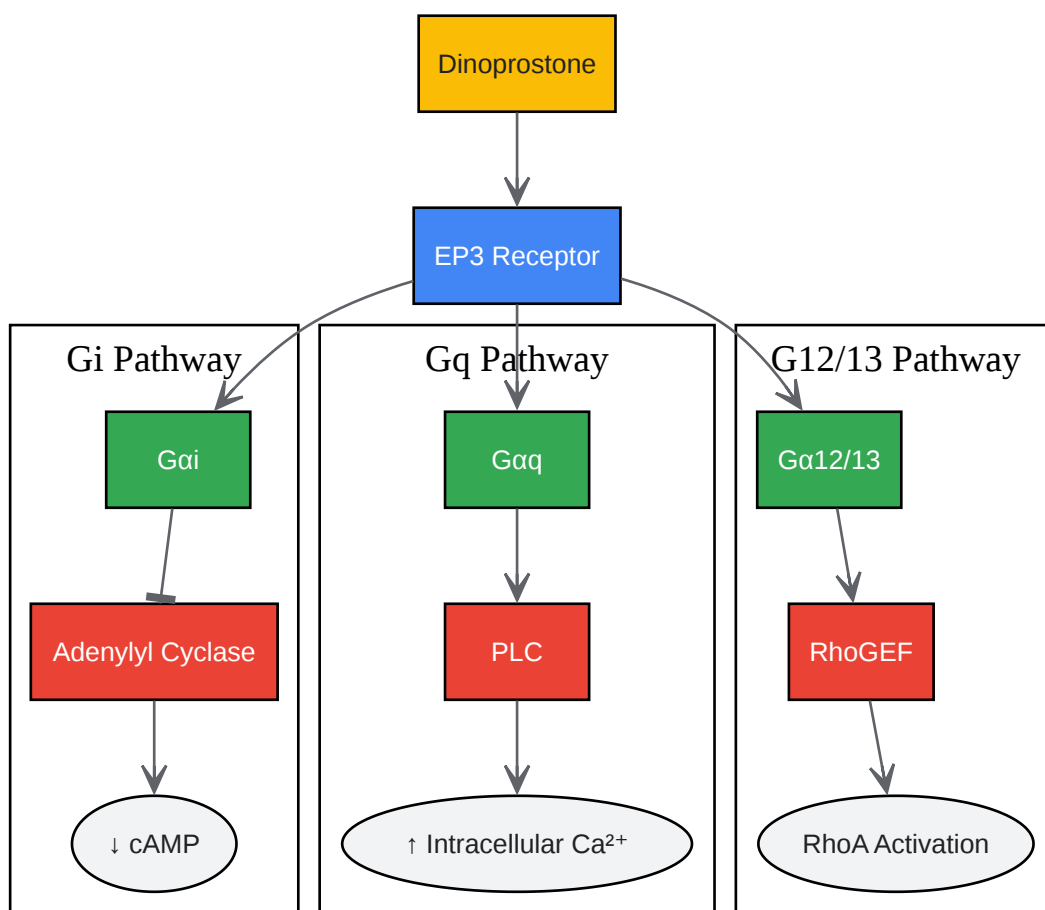 Dinoprostone
EP3 Receptor
Gi Pathway
Gq Pathway
G12/13 Pathway
Gαi
Gαq
Gα12/13
Adenylyl Cyclase
PLC
RhoGEF
↓ cAMP
↑ Intracellular Ca²⁺
RhoA Activation